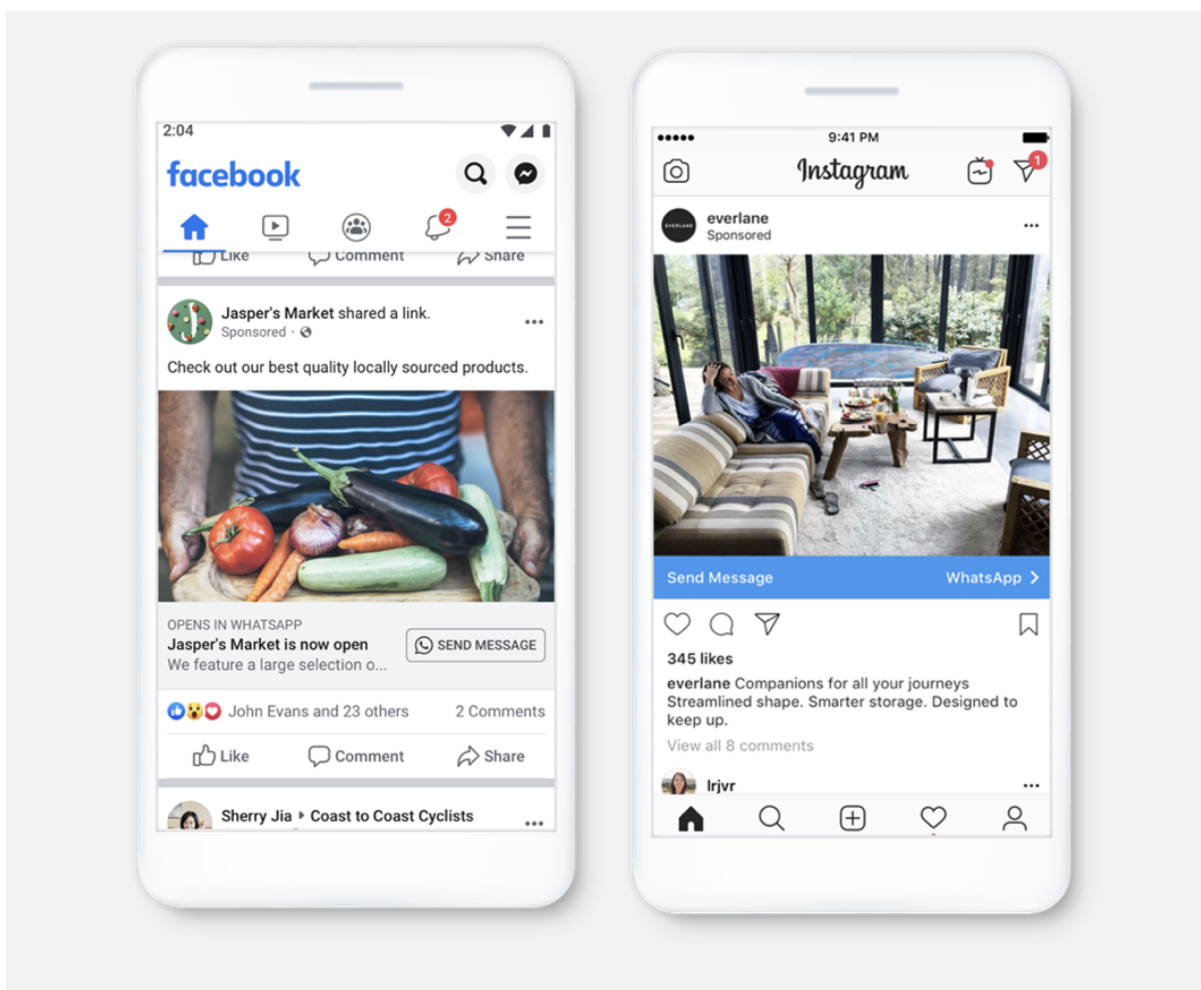 2:04
facebook
2
Like Comment Share
Jasper's Market shared a link.
Sponsored ·
Check out our best quality locally sourced products.
OPENS IN WHATSAPP
Jasper's Market is now open
We feature a large selection o...
SEND MESSAGE
John Evans and 23 others 2 Comments
Like Comment Share
Sherry Jia ▸ Coast to Coast Cyclists
9:41 PM
Instagram
1
EVERLANE
everlane
Sponsored
Send Message WhatsApp
345 likes
everlane Companions for all your journeys
Streamlined shape. Smarter storage. Designed to
keep up.
View all 8 comments
lrjvr